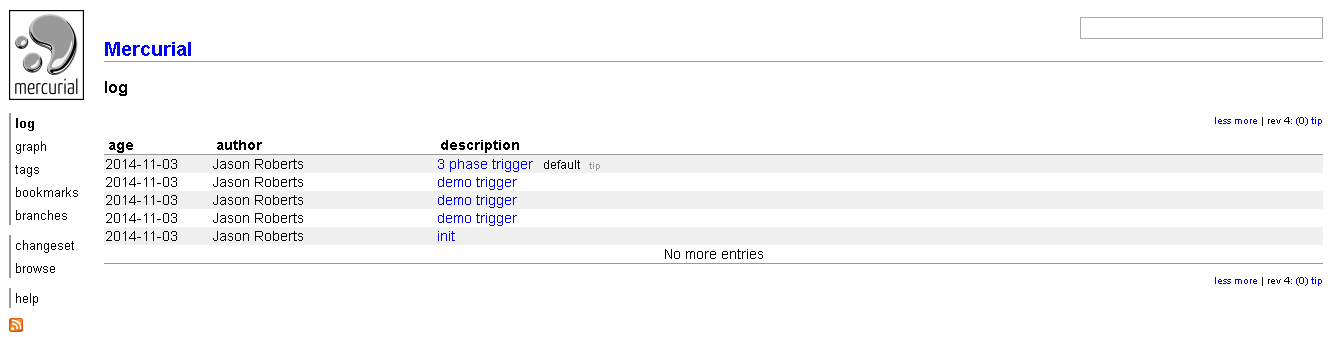 mercurial
Mercurial
log
log
graph
tags
bookmarks
branches
changeset
browse
help
less more | rev 4: (0) tip
age author description
2014-11-03 Jason Roberts 3 phase trigger default tip
2014-11-03 Jason Roberts demo trigger
2014-11-03 Jason Roberts demo trigger
2014-11-03 Jason Roberts demo trigger
2014-11-03 Jason Roberts init
No more entries
less more | rev 4: (0) tip